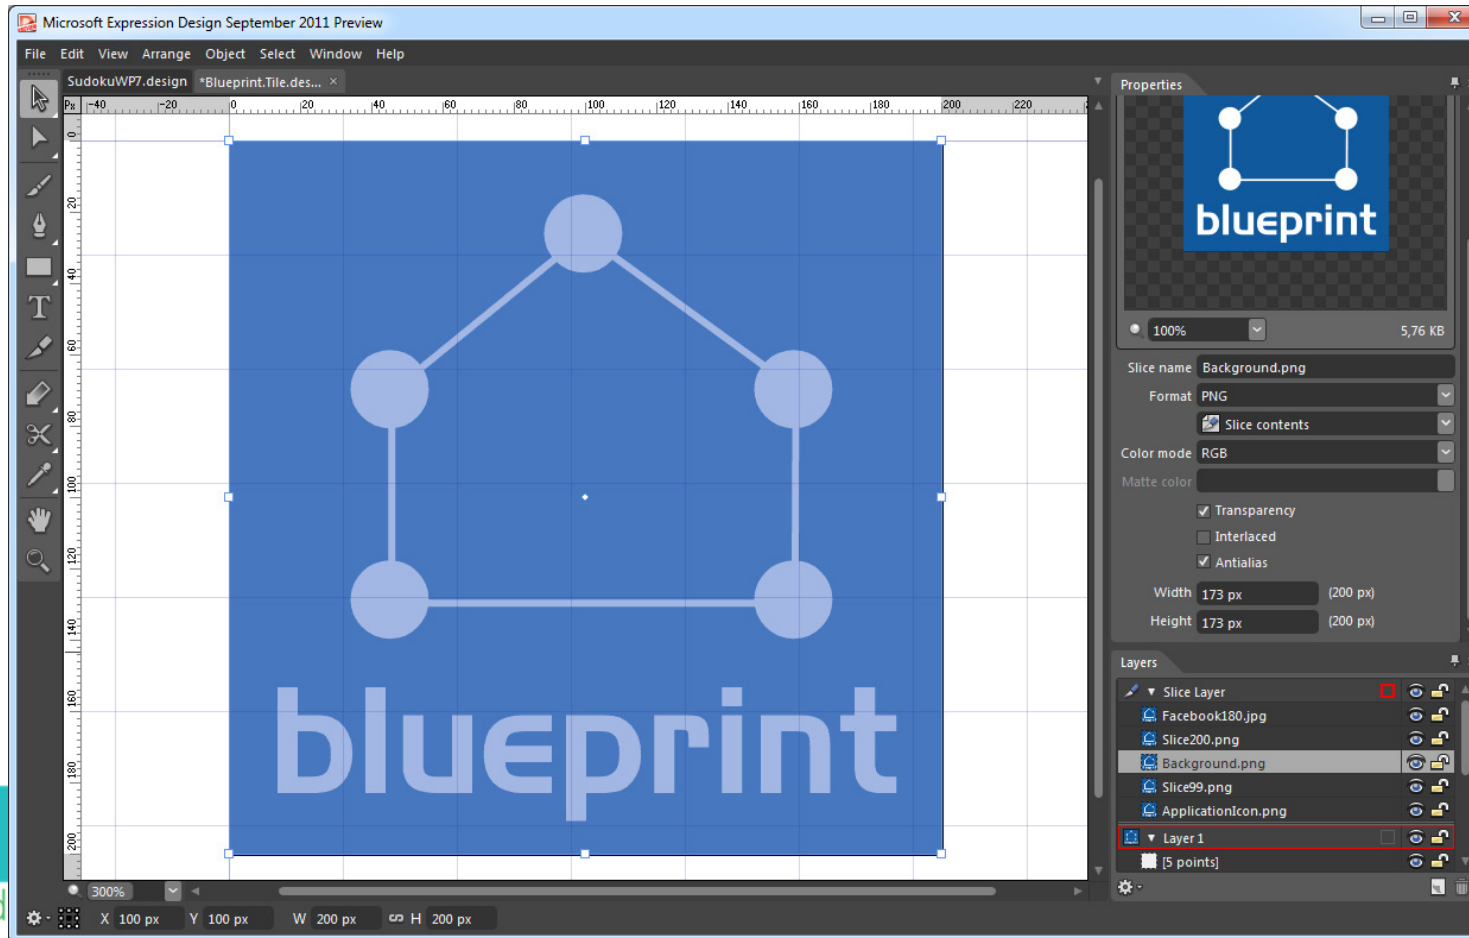 Microsoft Expression Design September 2011 Preview
File Edit View Arrange Object Select Window Help
SudokuWP7.design *Blueprint.Tile.des... ×
Px -40 -20 0 20 40 60 80 100 120 140 160 180 200 220
0
20
40
60
80
100
120
140
160
180
200
blueprint
300%
X 100 px Y 100 px W 200 px H 200 px
Properties
blueprint
100% 5,76 KB
Slice name Background.png
Format PNG
Slice contents
Color mode RGB
Matte color
Transparency
Interlaced
Antialias
Width 173 px (200 px)
Height 173 px (200 px)
Layers
Slice Layer
Facebook180.jpg
Slice200.png
Background.png
Slice99.png
ApplicationIcon.png
Layer 1
[5 points]